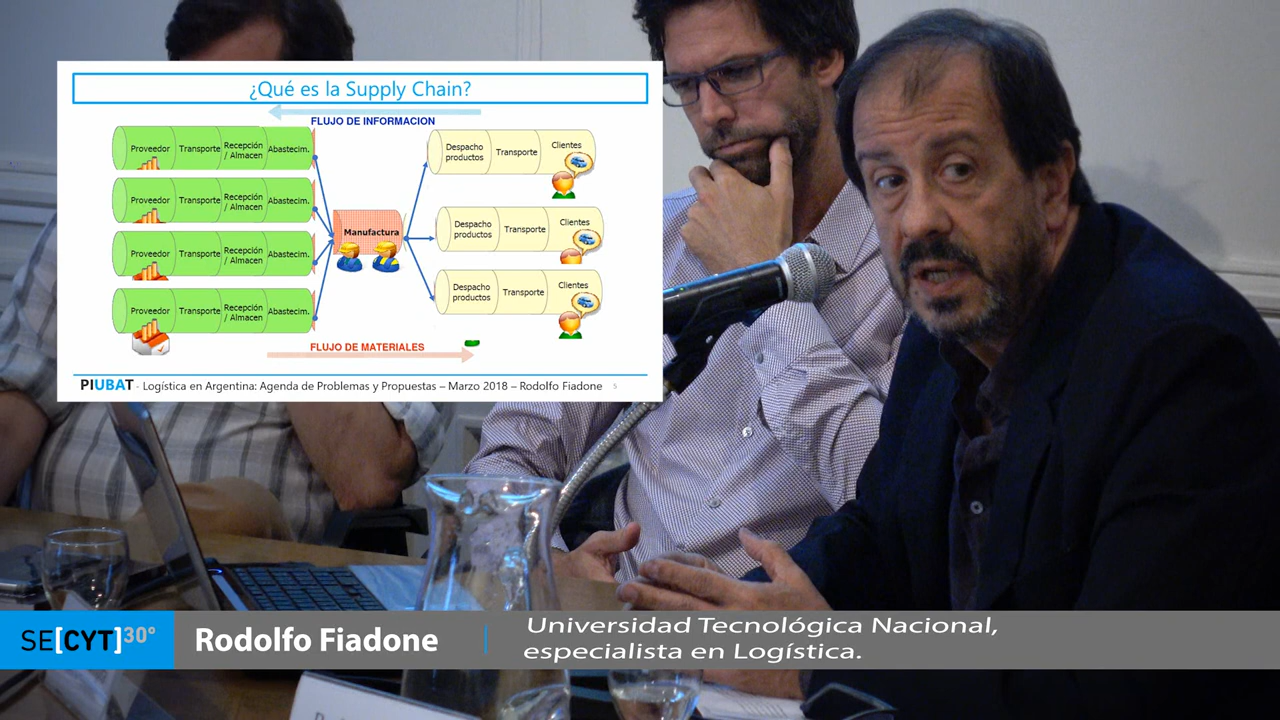 ¿Qué es la Supply Chain?
FLUJO DE INFORMACION
Proveedor Transporte Recepción / Almacen Abastecim.
Proveedor Transporte Recepción / Almacen Abastecim.
Proveedor Transporte Recepción / Almacen Abastecim.
Proveedor Transporte Recepción / Almacen Abastecim.
Manufactura
Despacho productos Transporte Clientes
Despacho productos Transporte Clientes
Despacho productos Transporte Clientes
FLUJO DE MATERIALES
PIUBAT - Logística en Argentina: Agenda de Problemas y Propuestas – Marzo 2018 – Rodolfo Fiadone 5
SE[CYT]30°
Rodolfo Fiadone
Universidad Tecnológica Nacional,
especialista en Logística.